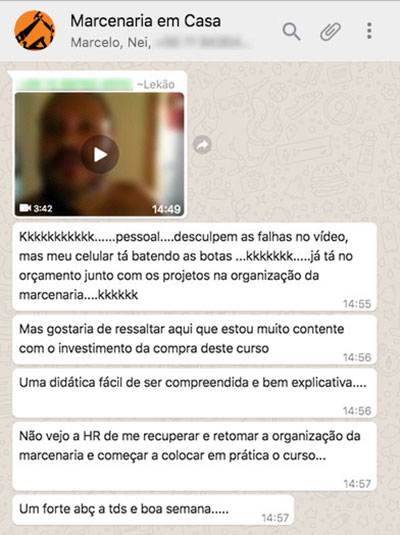 Marcenaria em Casa
Marcelo, Nei,
~Lekão
3:42
14:49
Kkkkkkkkkkk......pessoal....desculpem as falhas no vídeo,
mas meu celular tá batendo as botas ...kkkkkkk.....já tá no
orçamento junto com os projetos na organização da
marcenaria....kkkkkk
14:55
Mas gostaria de ressaltar aqui que estou muito contente
com o investimento da compra deste curso
14:56
Uma didática fácil de ser compreendida e bem explicativa....
14:56
Não vejo a HR de me recuperar e retomar a organização da
marcenaria e começar a colocar em prática o curso...
14:57
Um forte abç a tds e boa semana.....
14:57